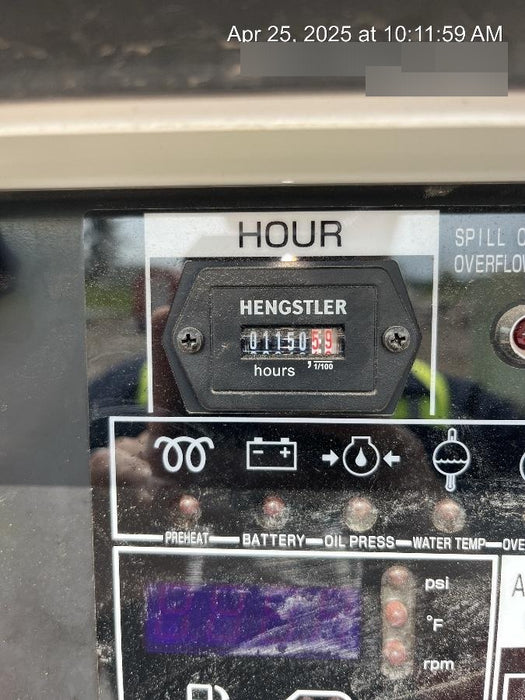 Apr 25, 2025 at 10:11:59 AM
HOUR
SPILL
OVERFLOW
HENGSTLER
0115059
hours 1/100
PREHEAT BATTERY OIL PRESS WATER TEMP
psi
°F
rpm